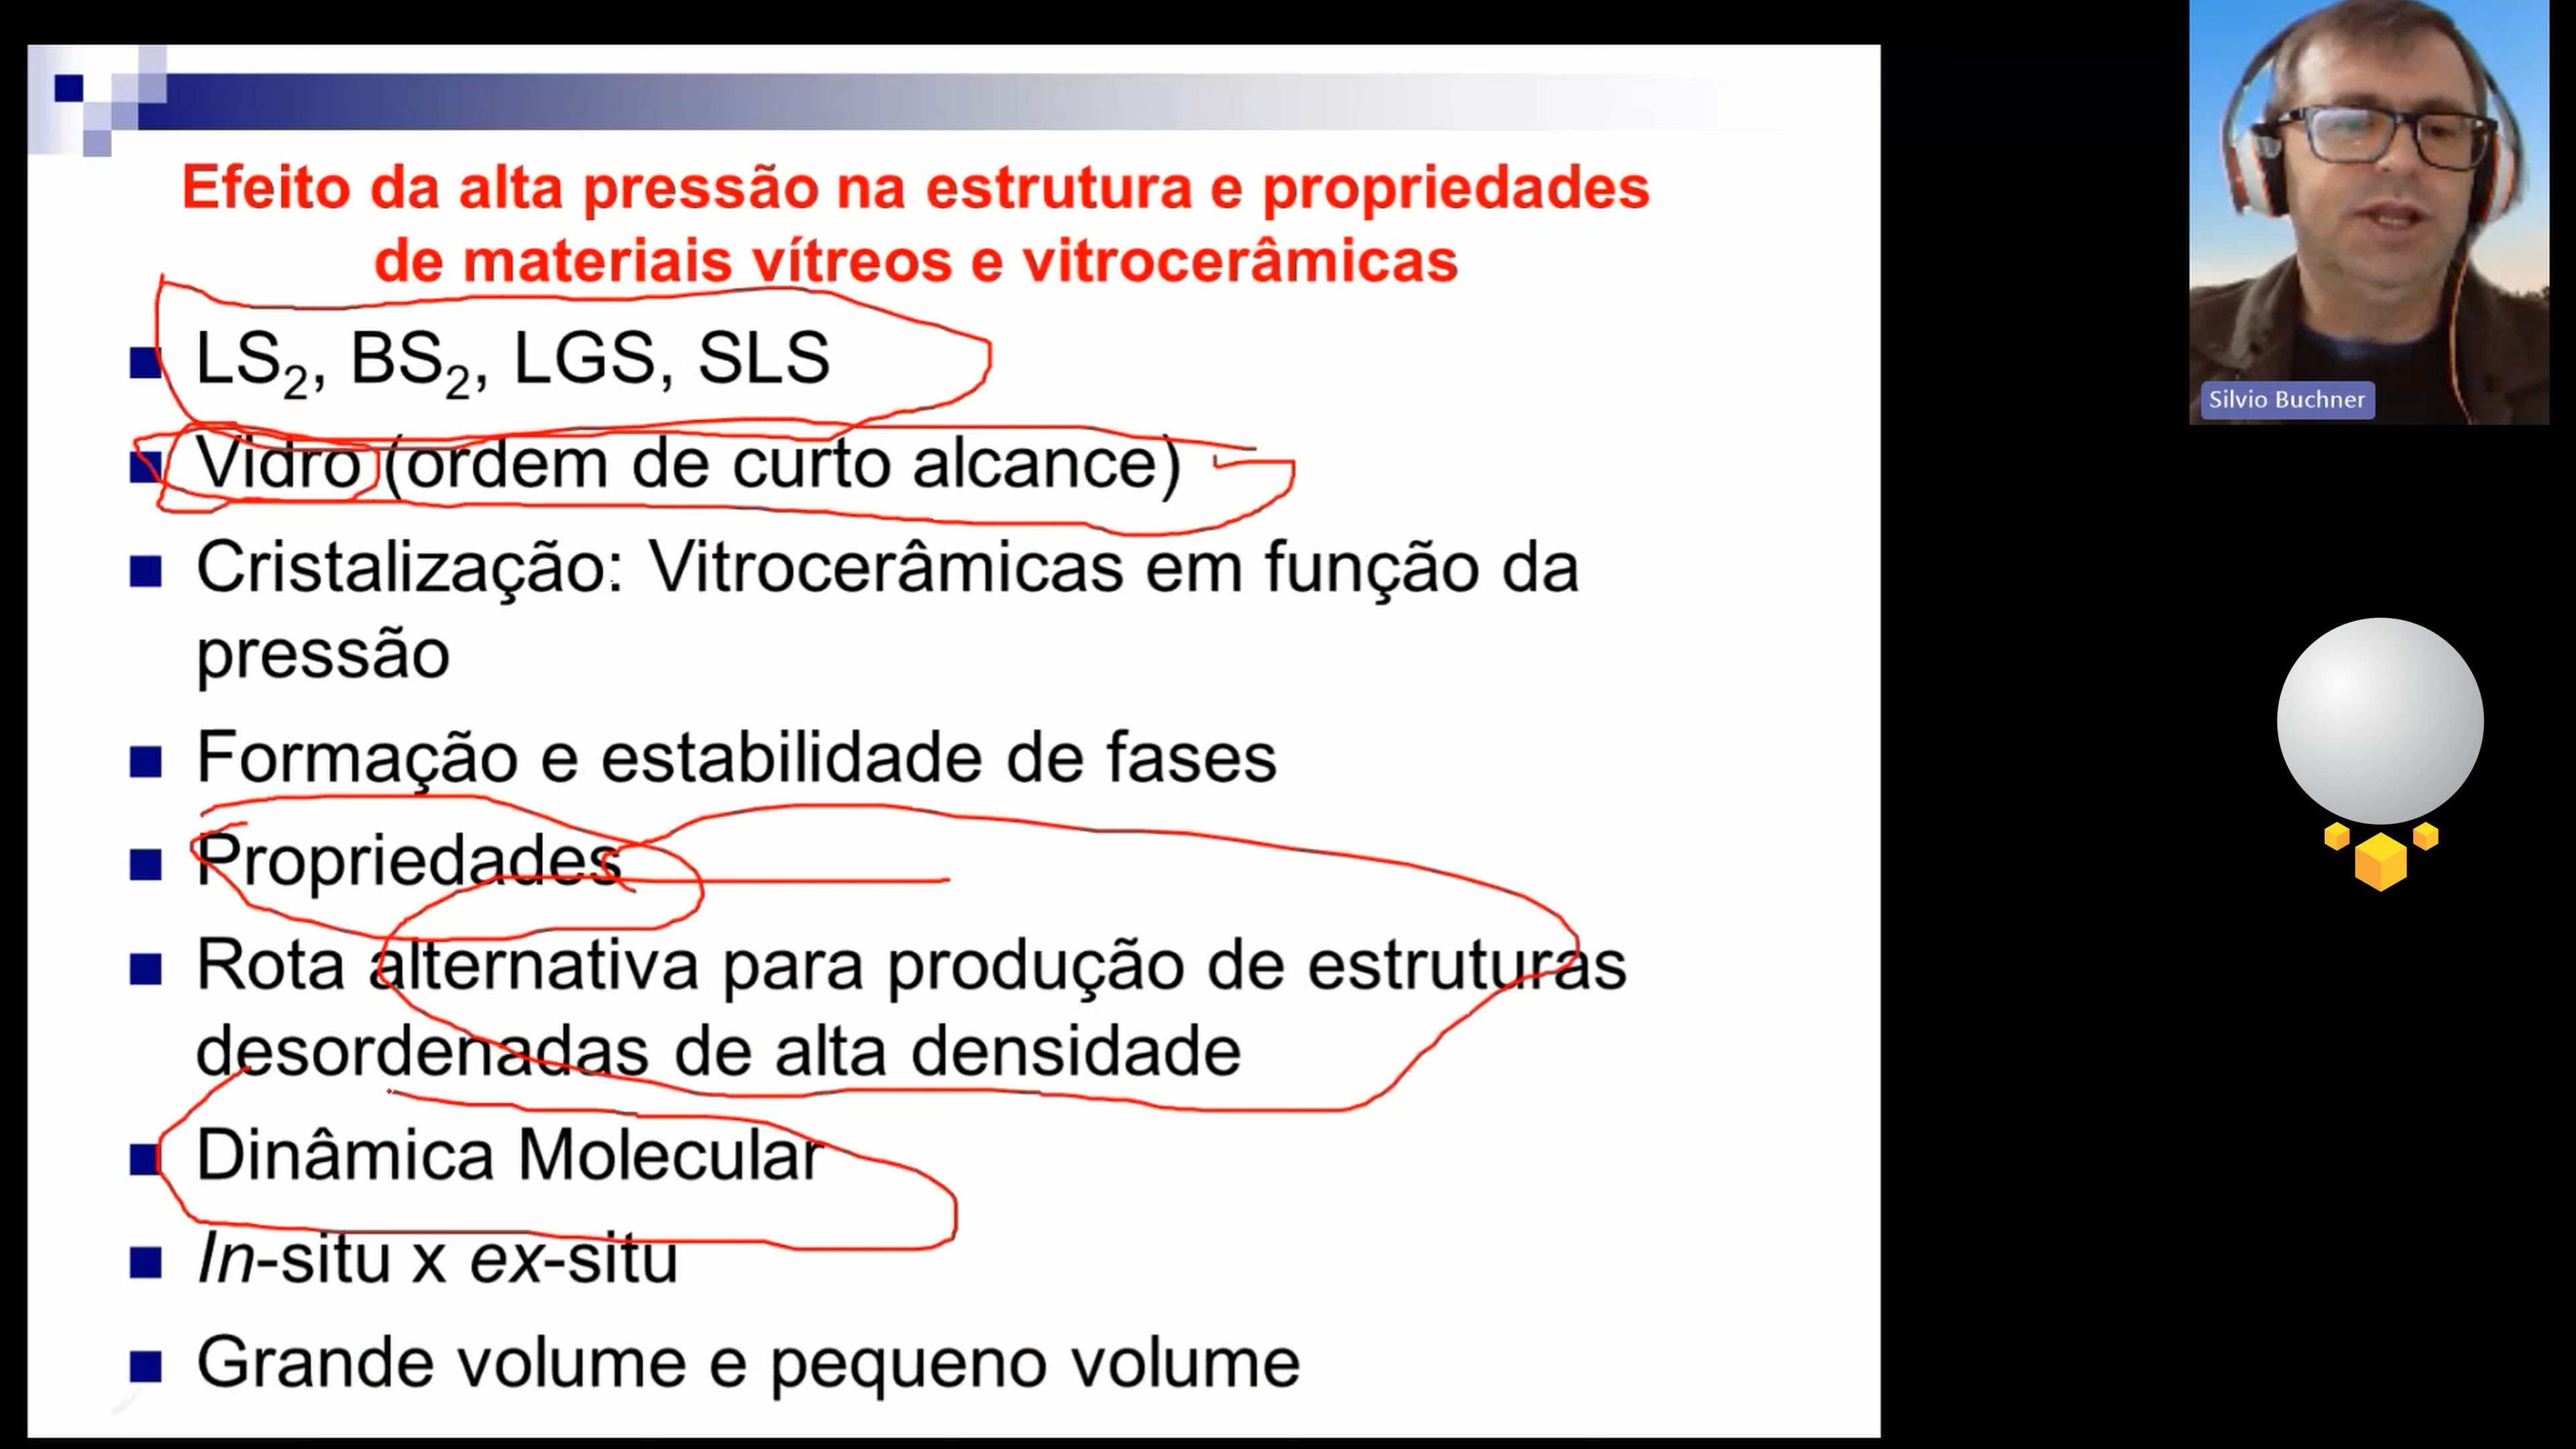 Efeito da alta pressão na estrutura e propriedades
de materiais vítreos e vitrocerâmicas
LS₂, BS₂, LGS, SLS
Vidro (ordem de curto alcance)
Cristalização: Vitrocerâmicas em função da
pressão
Formação e estabilidade de fases
Propriedades
Rota alternativa para produção de estruturas
desordenadas de alta densidade
Dinâmica Molecular
In-situ x ex-situ
Grande volume e pequeno volume
Silvio Buchner